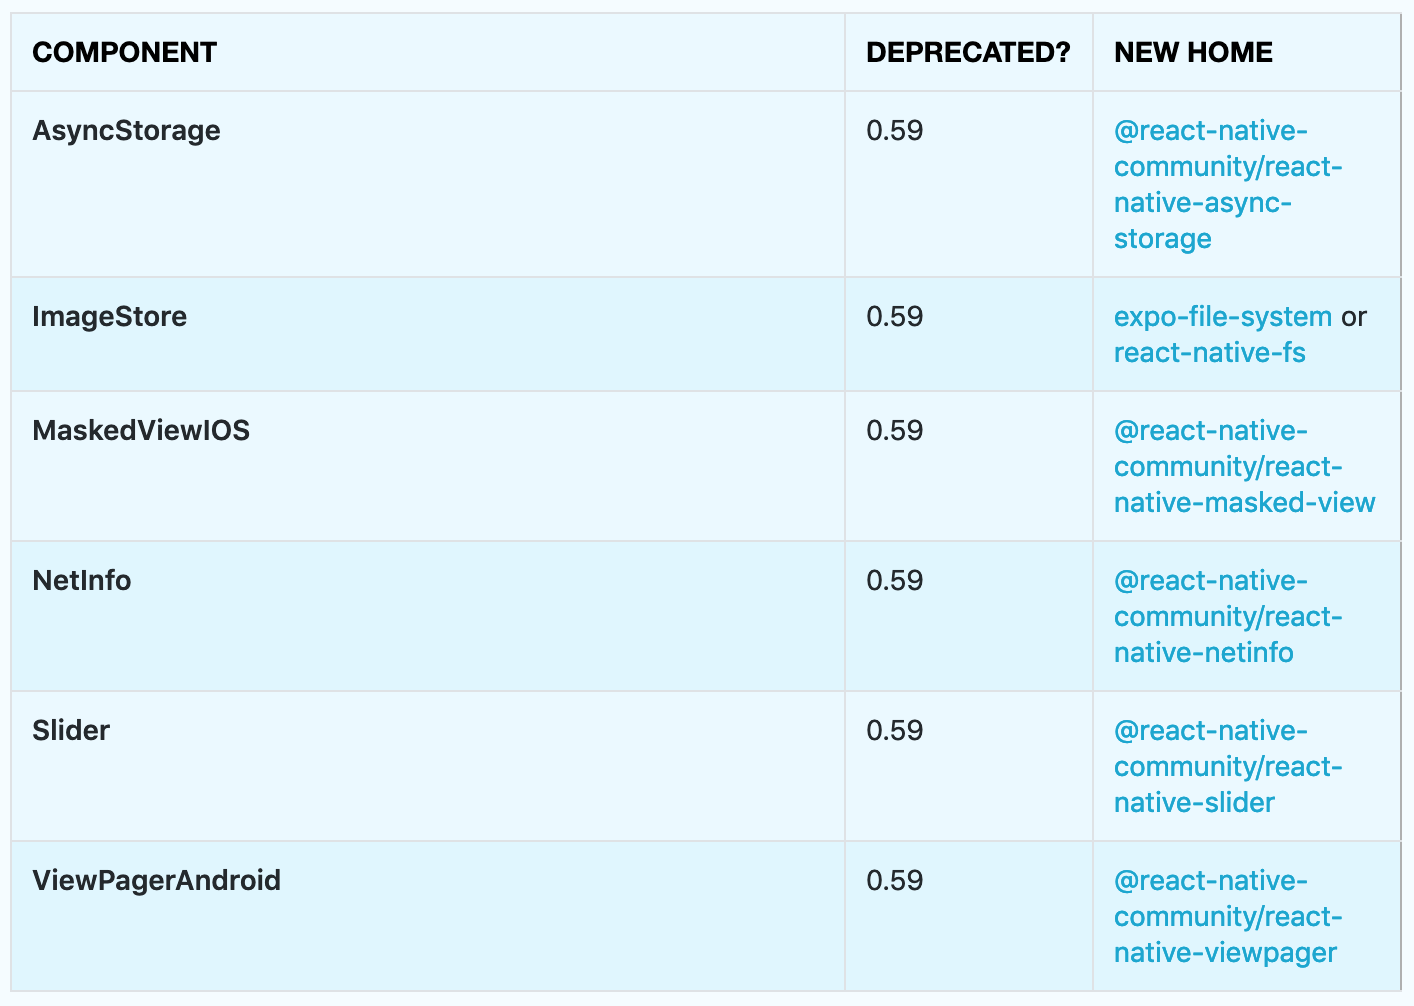 COMPONENT DEPRECATED? NEW HOME
AsyncStorage 0.59 @react-native-
community/react-
native-async-
storage
ImageStore 0.59 expo-file-system or
react-native-fs
MaskedViewIOS 0.59 @react-native-
community/react-
native-masked-view
NetInfo 0.59 @react-native-
community/react-
native-netinfo
Slider 0.59 @react-native-
community/react-
native-slider
ViewPagerAndroid 0.59 @react-native-
community/react-
native-viewpager